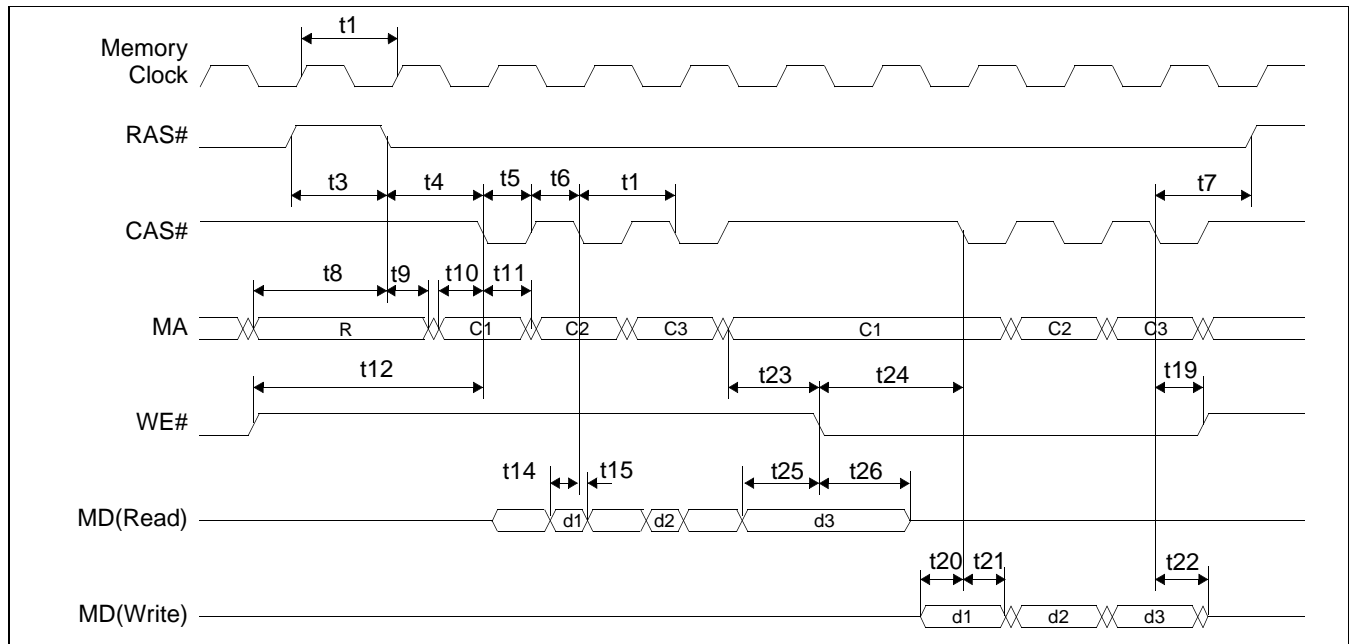 t1
Memory
Clock
RAS#
t3 t4 t5 t6 t1 t7
CAS#
t8 t9 t10 t11
MA R C1 C2 C3 C1 C2 C3
t12 t23 t24 t19
WE#
t14 t15 t25 t26
MD(Read) d1 d2 d3
t20 t21 t22
MD(Write) d1 d2 d3